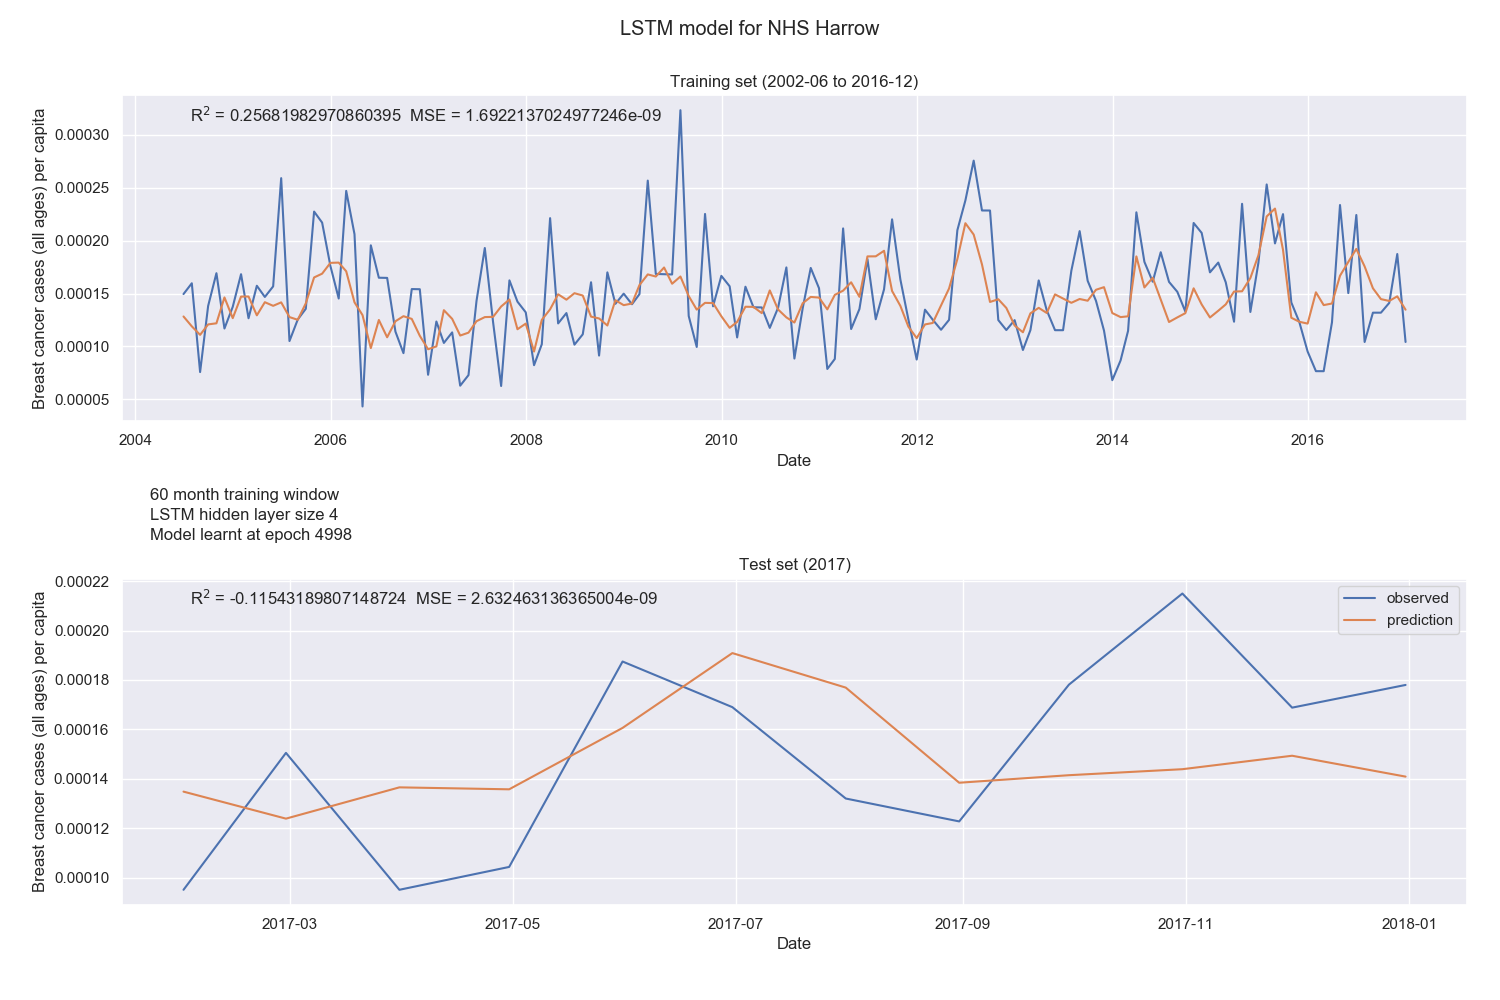 LSTM model for NHS Harrow
Training set (2002-06 to 2016-12)
R² = 0.25681982970860395 MSE = 1.6922137024977246e-09
Breast cancer cases (all ages) per capita
0.00030
0.00025
0.00020
0.00015
0.00010
0.00005
2004 2006 2008 2010 2012 2014 2016
Date
60 month training window
LSTM hidden layer size 4
Model learnt at epoch 4998
Test set (2017)
R² = -0.11543189807148724 MSE = 2.632463136365004e-09
observed
prediction
Breast cancer cases (all ages) per capita
0.00022
0.00020
0.00018
0.00016
0.00014
0.00012
0.00010
2017-03 2017-05 2017-07 2017-09 2017-11 2018-01
Date